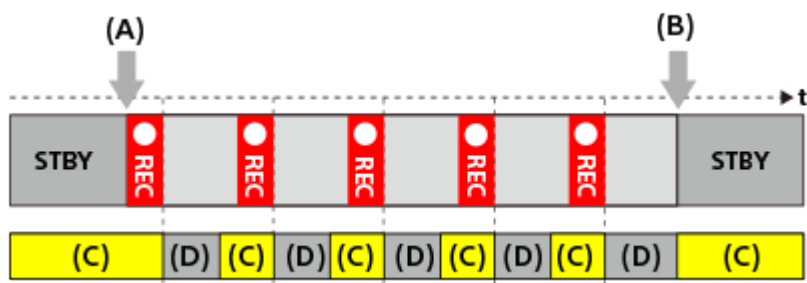 (A) (B)
t
STBY REC REC REC REC REC STBY
(C) (D) (C) (D) (C) (D) (C) (D) (C) (D) (C)